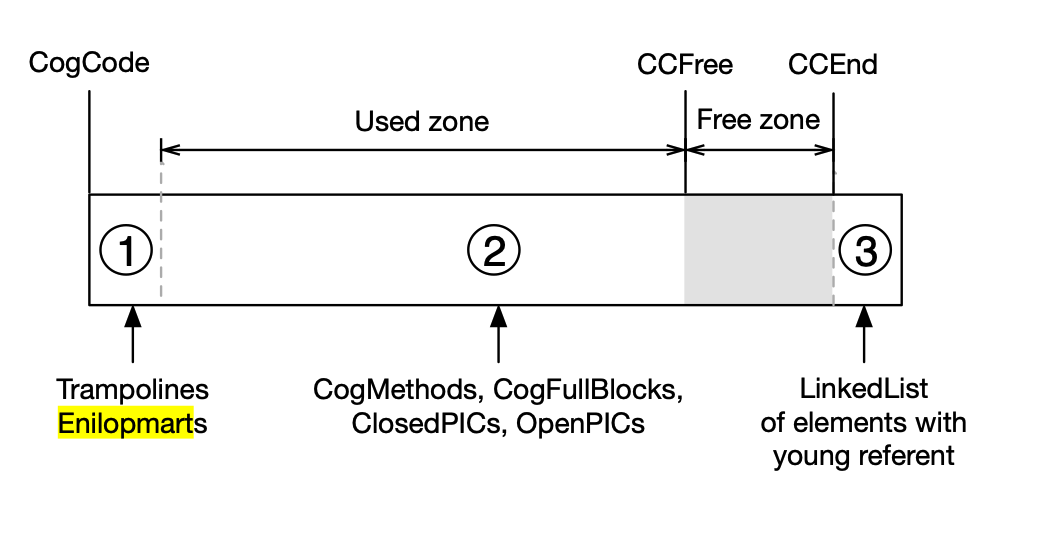 CogCode
CCFree
CCEnd
Used zone
Free zone
1
2
3
Trampolines
Enilopmarts
CogMethods, CogFullBlocks,
ClosedPICs, OpenPICs
LinkedList
of elements with
young referent